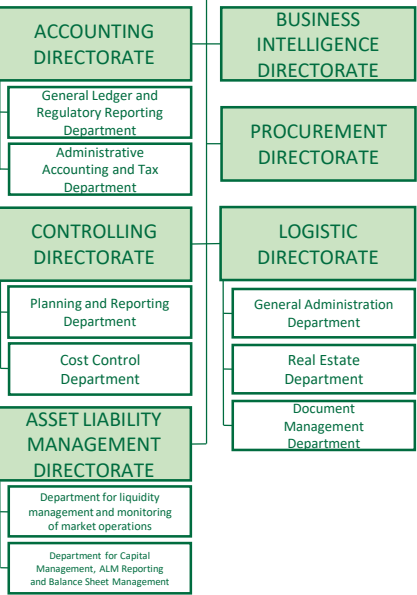 ACCOUNTING
DIRECTORATE
General Ledger and
Regulatory Reporting
Department
Administrative
Accounting and Tax
Department
CONTROLLING
DIRECTORATE
Planning and Reporting
Department
Cost Control
Department
ASSET LIABILITY
MANAGEMENT
DIRECTORATE
Department for liquidity
management and monitoring
of market operations
Department for Capital
Management, ALM Reporting
and Balance Sheet Management
BUSINESS
INTELLIGENCE
DIRECTORATE
PROCUREMENT
DIRECTORATE
LOGISTIC
DIRECTORATE
General Administration
Department
Real Estate
Department
Document
Management
Department